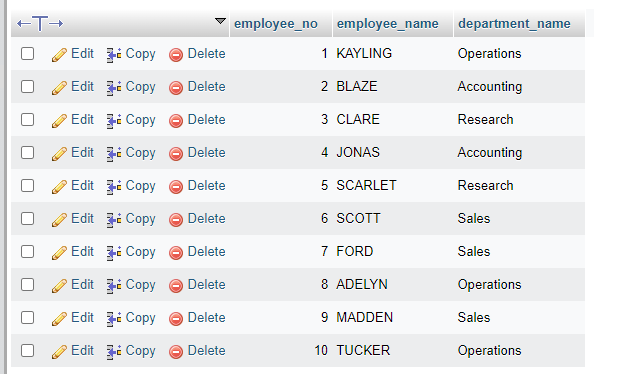 employee_no employee_name department_name
Edit Copy Delete 1 KAYLING Operations
Edit Copy Delete 2 BLAZE Accounting
Edit Copy Delete 3 CLARE Research
Edit Copy Delete 4 JONAS Accounting
Edit Copy Delete 5 SCARLET Research
Edit Copy Delete 6 SCOTT Sales
Edit Copy Delete 7 FORD Sales
Edit Copy Delete 8 ADELYN Operations
Edit Copy Delete 9 MADDEN Sales
Edit Copy Delete 10 TUCKER Operations